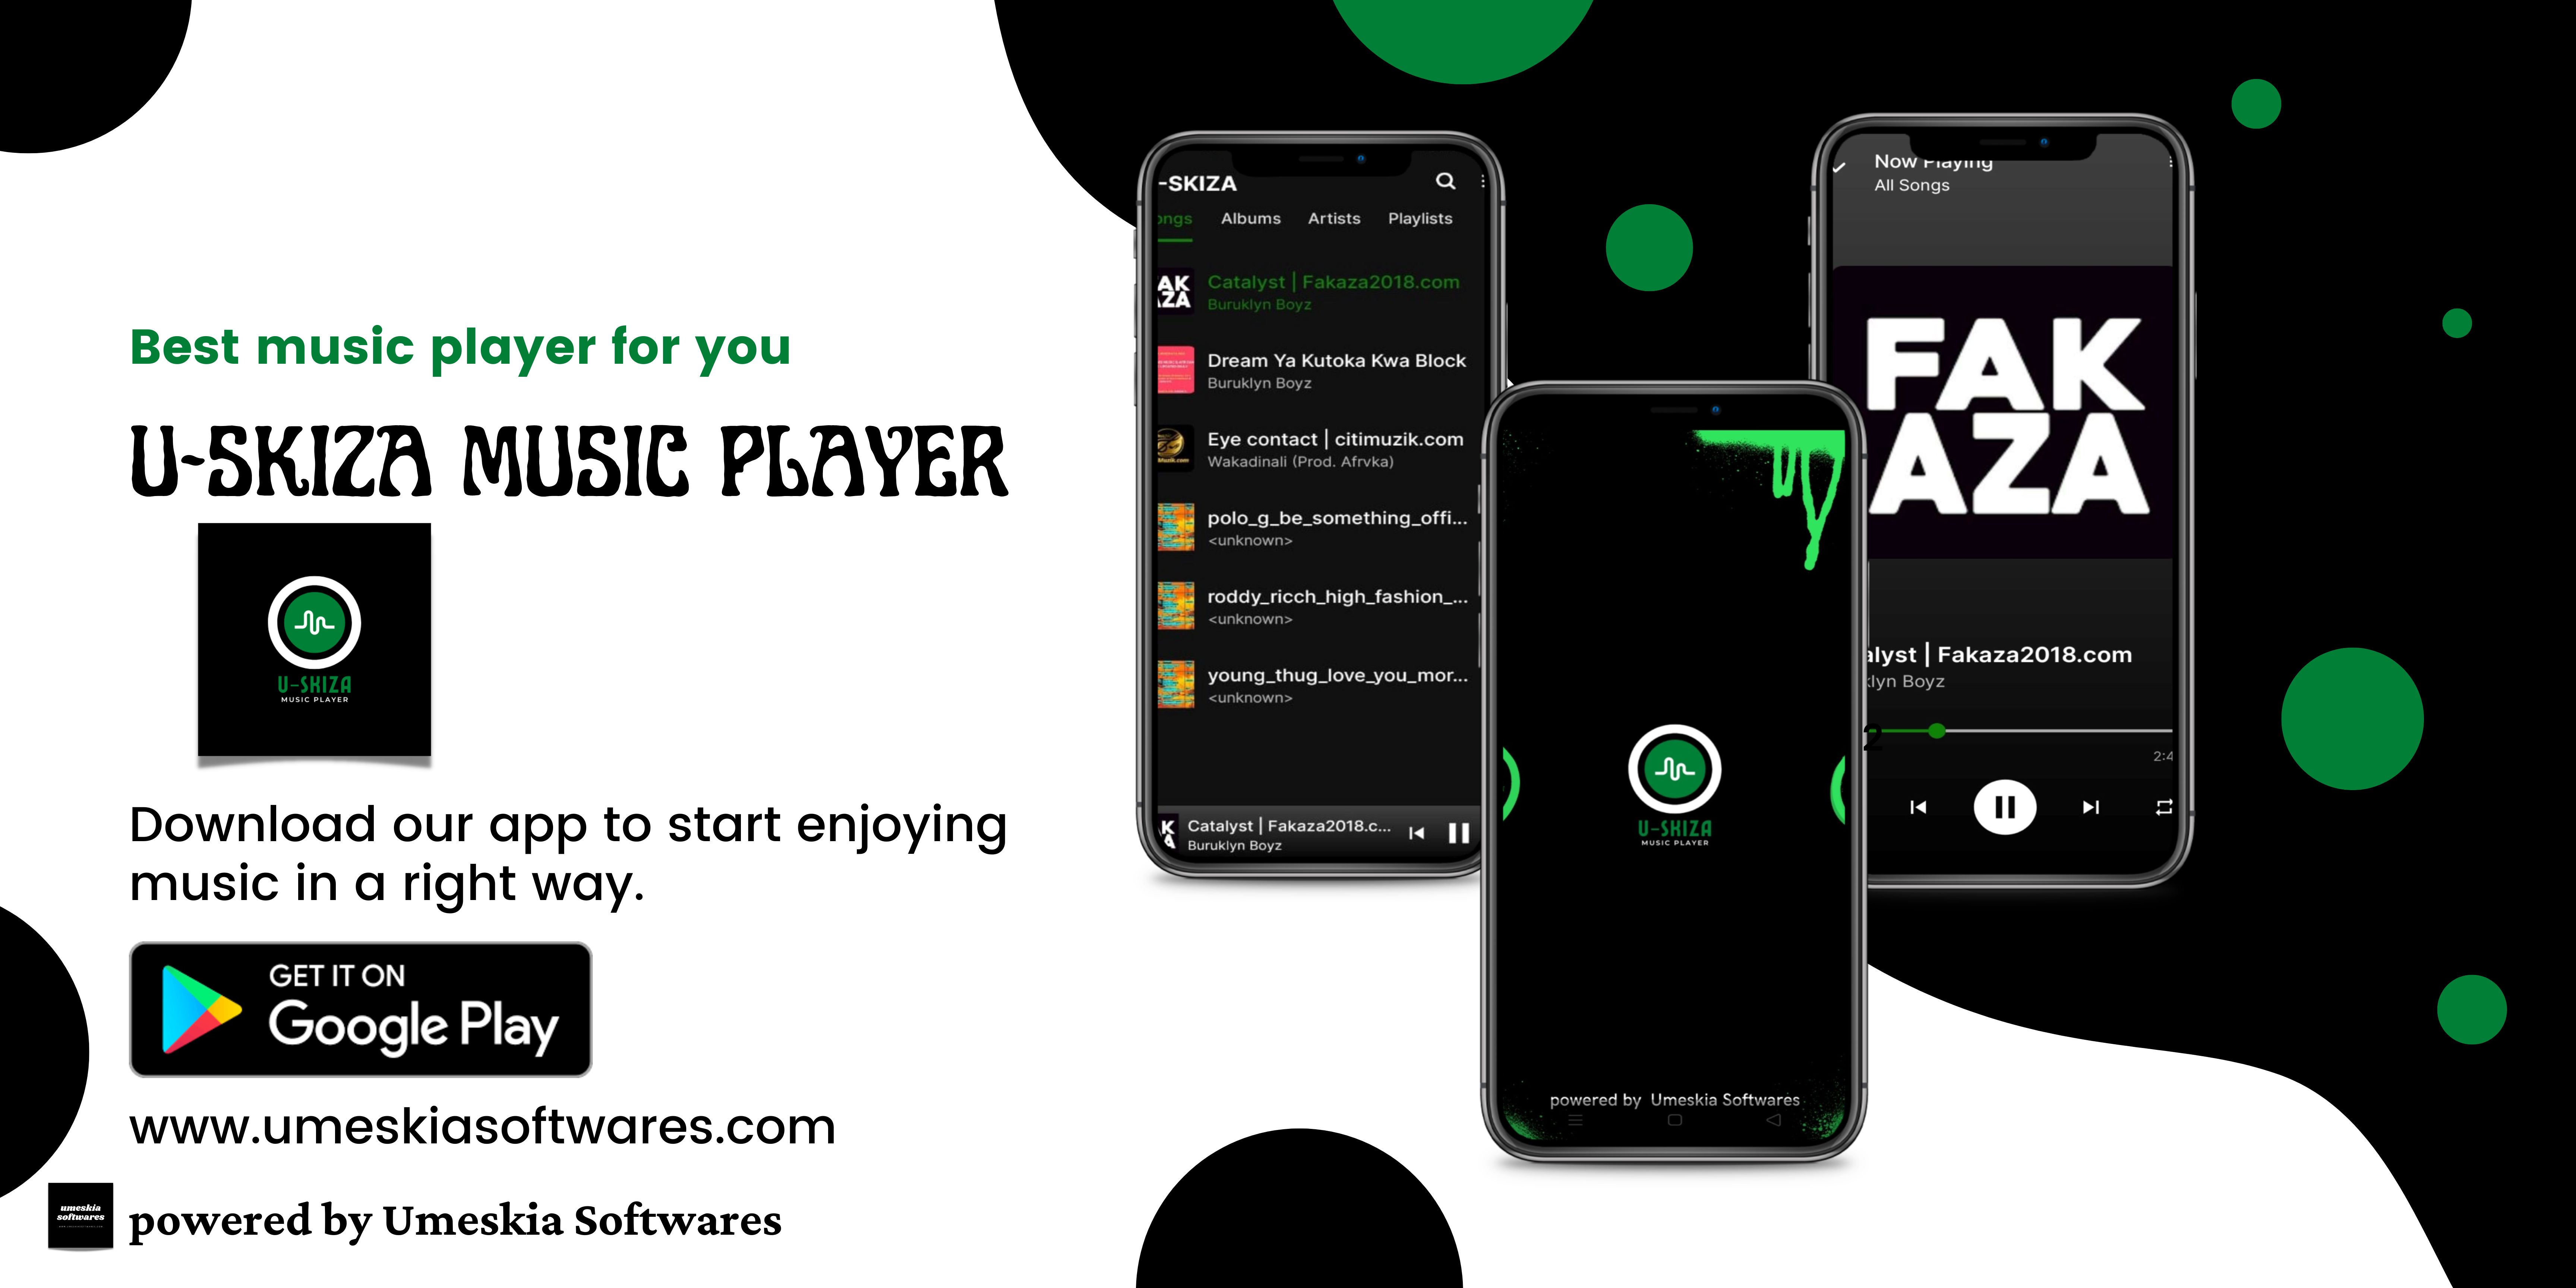 Best music player for you
U-SKIZA MUSIC PLAYER
U-SKIZA
MUSIC PLAYER
Download our app to start enjoying
music in a right way.
GET IT ON
Google Play
www.umeskiasoftwares.com
umeskia
softwares
powered by Umeskia Softwares
-SKIZA
ongs Albums Artists Playlists
AK
AZA
Catalyst | Fakaza2018.com
Buruklyn Boyz
Dream Ya Kutoka Kwa Block
Buruklyn Boyz
Eye contact | citimuzik.com
Wakadinali (Prod. Afrvka)
polo_g_be_something_offi...
<unknown>
roddy_ricch_high_fashion_...
<unknown>
young_thug_love_you_mor...
<unknown>
K
A
Catalyst | Fakaza2018.c...
Buruklyn Boyz
U-SKIZA
MUSIC PLAYER
powered by Umeskia Softwares
Now Playing
All Songs
FAK
AZA
alyst | Fakaza2018.com
klyn Boyz
2
2:4